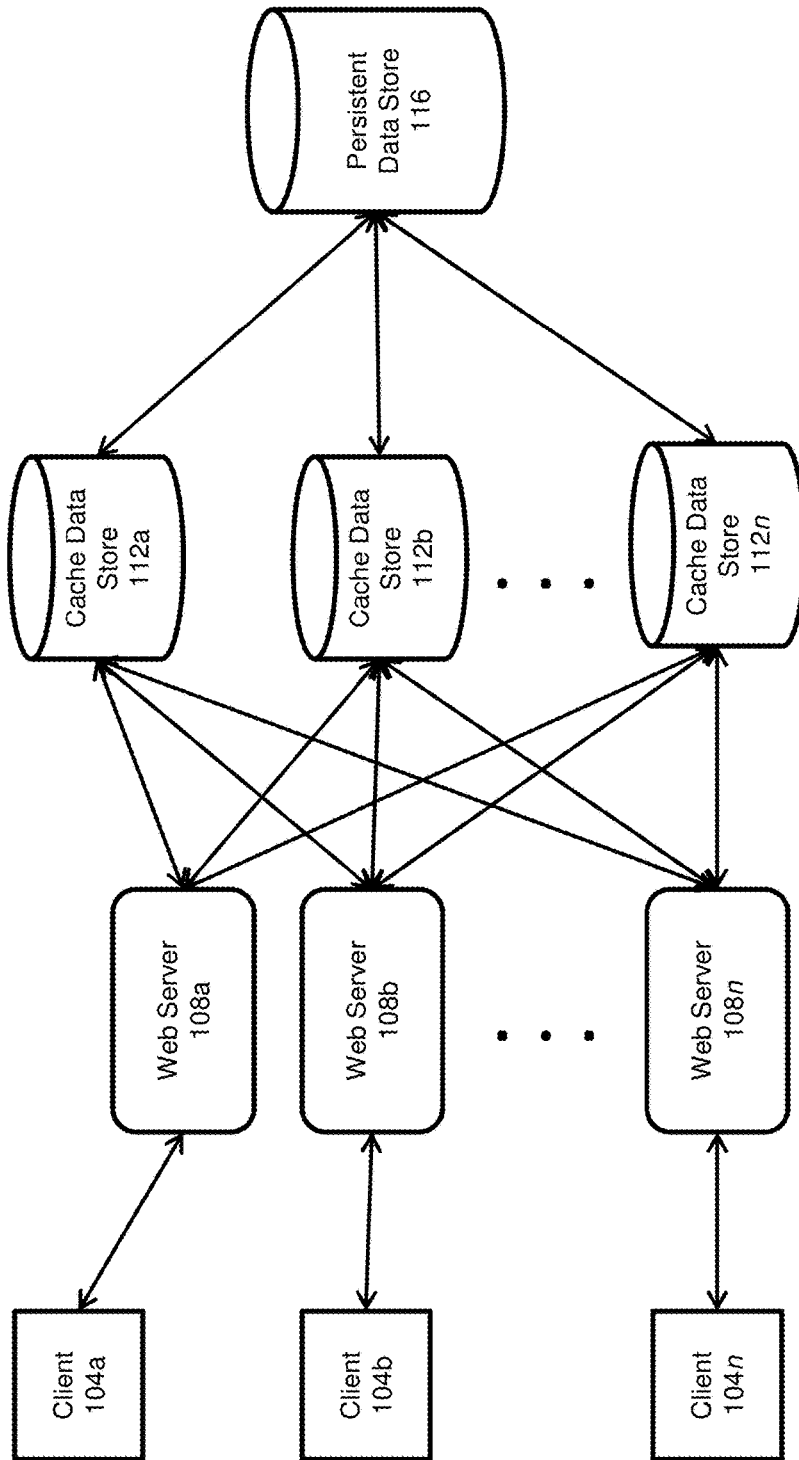 Client
104a
Client
104b
Client
104n
Web Server
108a
Web Server
108b
Web Server
108n
Cache Data
Store
112a
Cache Data
Store
112b
Cache Data
Store
112n
Persistent
Data Store
116